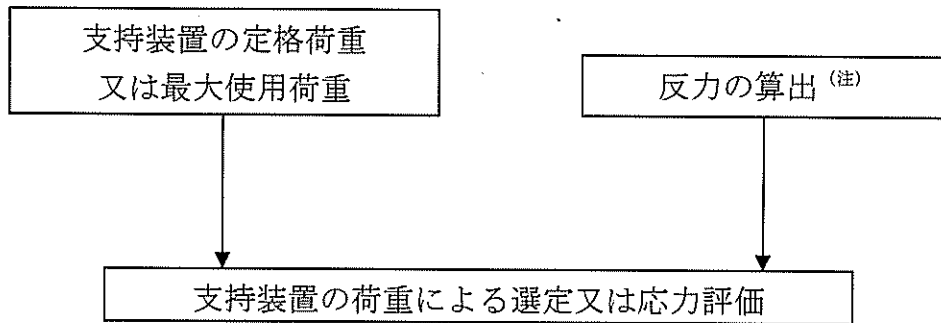 支持装置の定格荷重
又は最大使用荷重
反力の算出 (注)
支持装置の荷重による選定又は応力評価